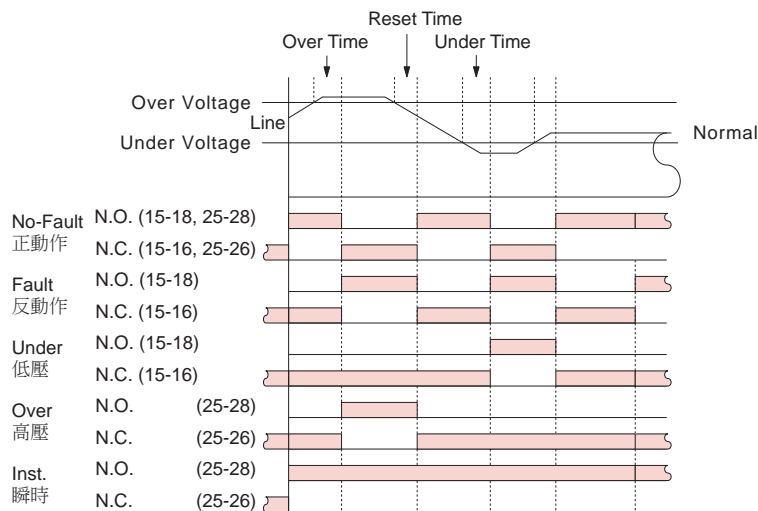 Reset Time
Over Time
Under Time
Over Voltage
Line
Under Voltage
Normal
No-Fault N.O. (15-18, 25-28)
正動作
N.C. (15-16, 25-26)
Fault N.O. (15-18)
反動作
N.C. (15-16)
Under N.O. (15-18)
低壓
N.C. (15-16)
Over N.O. (25-28)
高壓
N.C. (25-26)
Inst. N.O. (25-28)
瞬時
N.C. (25-26)